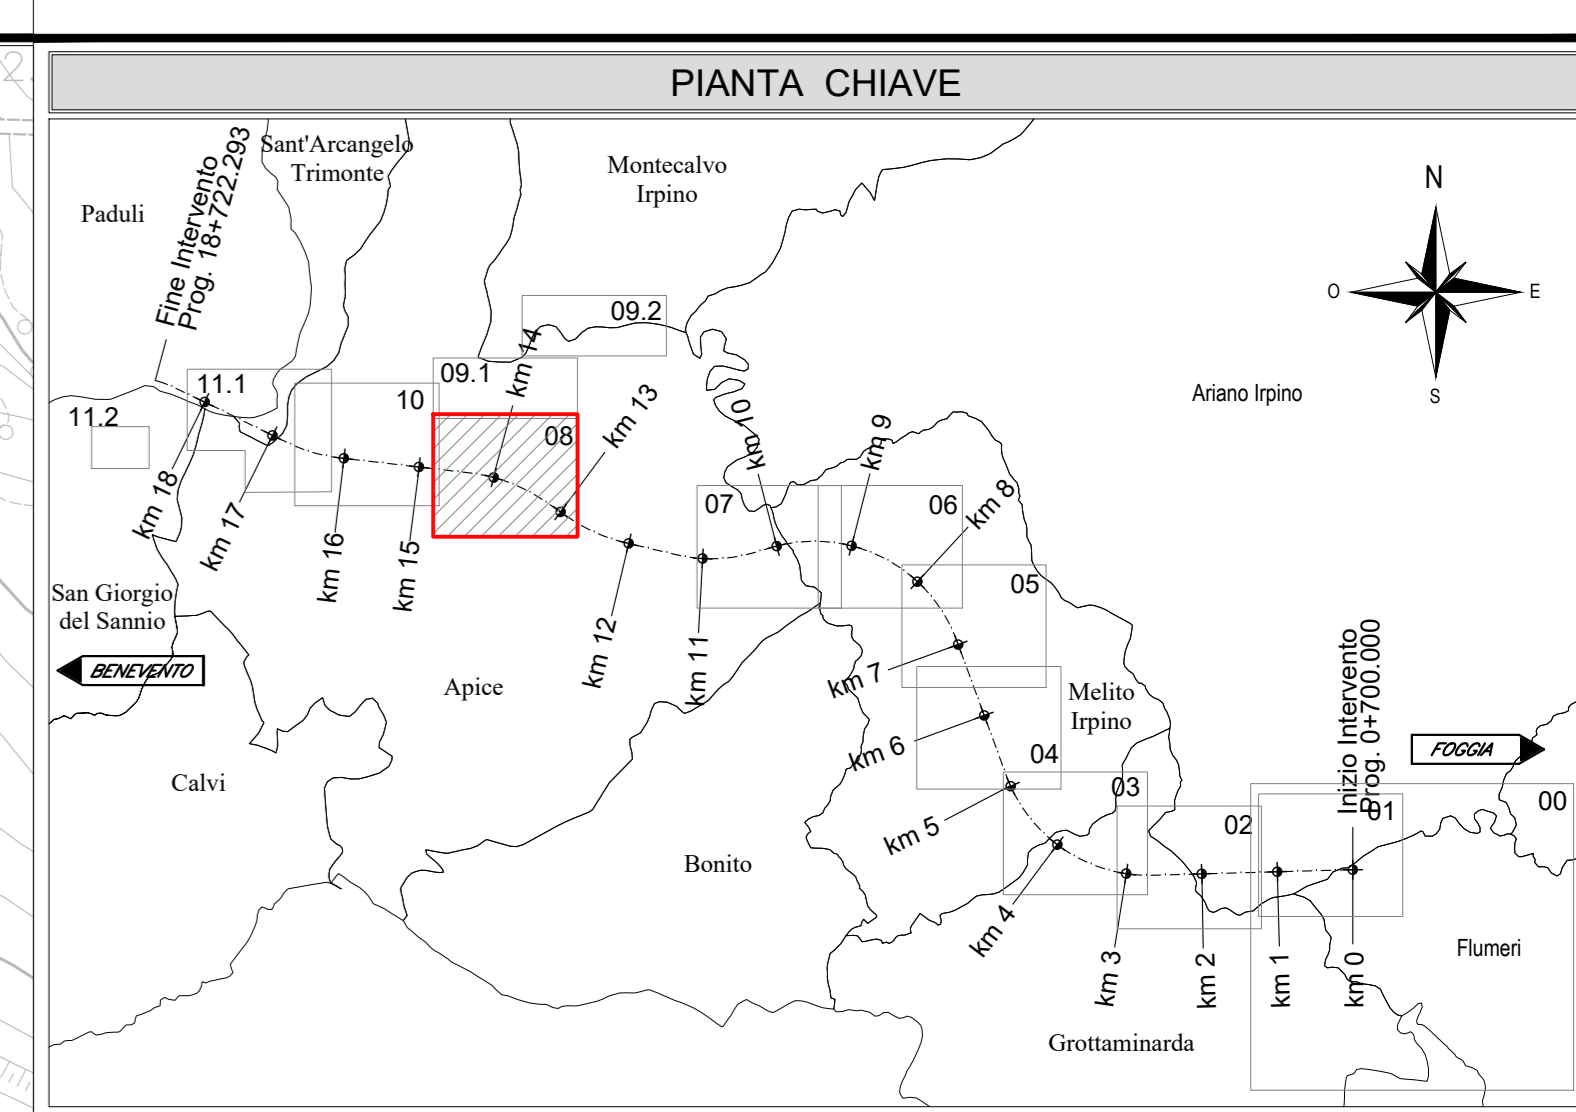 2.
PIANTA CHIAVE
Sant'Arcangelo
Trimonte
Montecalvo
Irpino
Paduli
Fine Intervento
Prog. 18+722.293
N
O
E
S
09.2
km 14
09.1
11.1
10
11.2
08
km 13
Ariano Irpino
km 10
km 9
km 18
km 17
km 16
km 15
07
06
km 8
05
San Giorgio
del Sannio
BENEVENTO
km 12
km 11
km 7
Apice
Melito
Irpino
Inizio Intervento
Prog. 0+700.000
FOGGIA
km 6
04
Calvi
03
02
01
00
km 5
Bonito
km 4
km 3
km 2
km 1
km 0
Flumeri
Grottaminarda